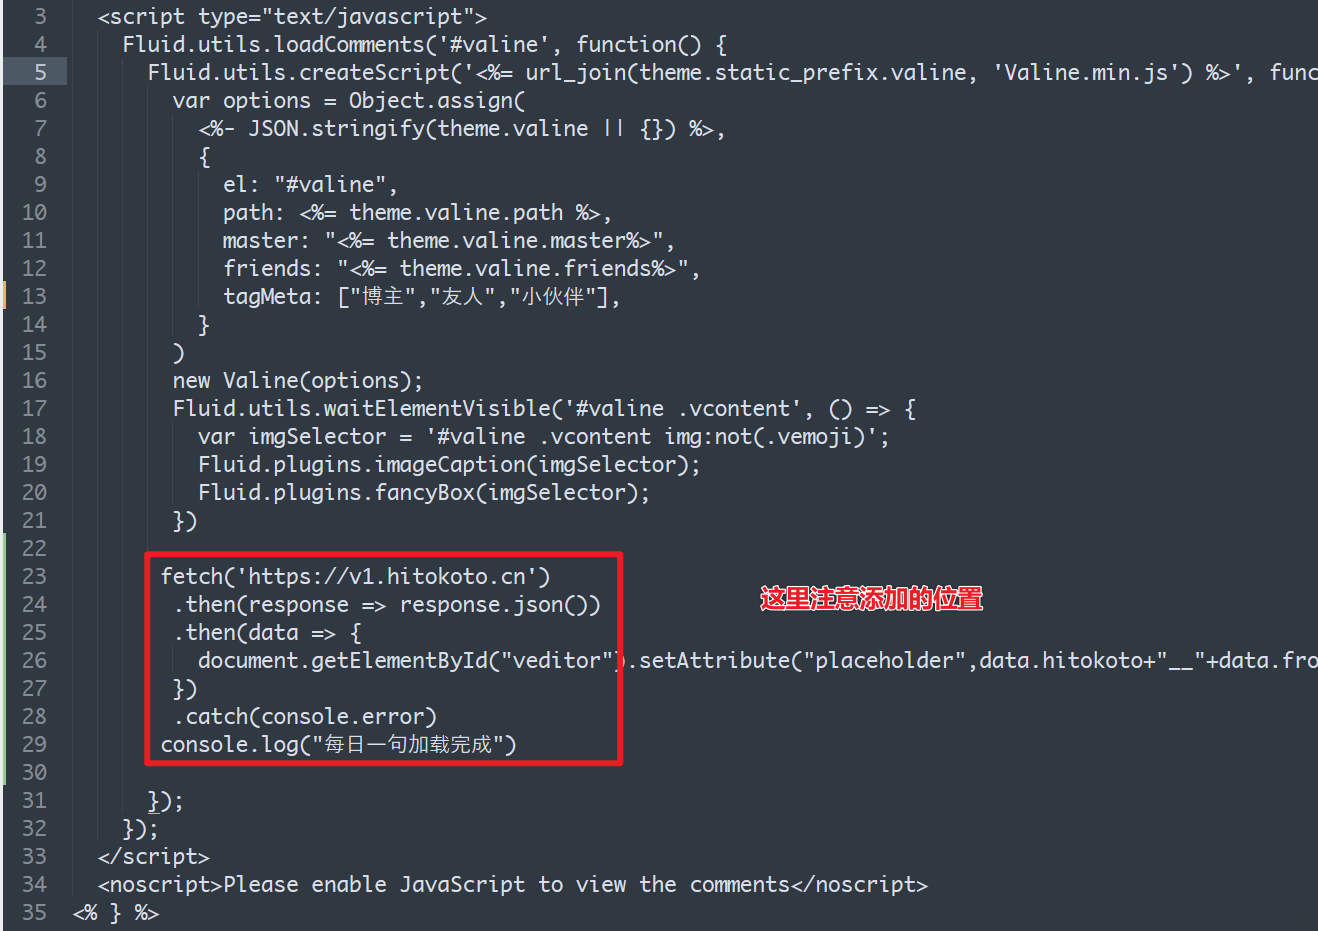 3 <script type="text/javascript">
4 Fluid.utils.loadComments('#valine', function() {
5 Fluid.utils.createScript('<%= url_join(theme.static_prefix.valine, 'Valine.min.js') %>', func
6 var options = Object.assign(
7 <%- JSON.stringify(theme.valine || {}) %>,
8 {
9 el: "#valine",
10 path: <%= theme.valine.path %>,
11 master: "<%= theme.valine.master%>",
12 friends: "<%= theme.valine.friends%>",
13 tagMeta: ["博主","友人","小伙伴"],
14 }
15 )
16 new Valine(options);
17 Fluid.utils.waitElementVisible('#valine .vcontent', () => {
18 var imgSelector = '#valine .vcontent img:not(.vemoji)';
19 Fluid.plugins.imageCaption(imgSelector);
20 Fluid.plugins.fancyBox(imgSelector);
21 })
22
23 fetch('https://v1.hitokoto.cn')
24 .then(response => response.json())
这里注意添加的位置
25 .then(data => {
26 document.getElementById("veditor").setAttribute("placeholder",data.hitokoto+"__"+data.fro
27 })
28 .catch(console.error)
29 console.log("每日一句加载完成")
30
31 });
32 });
33 </script>
34 <noscript>Please enable JavaScript to view the comments</noscript>
35 <% } %>